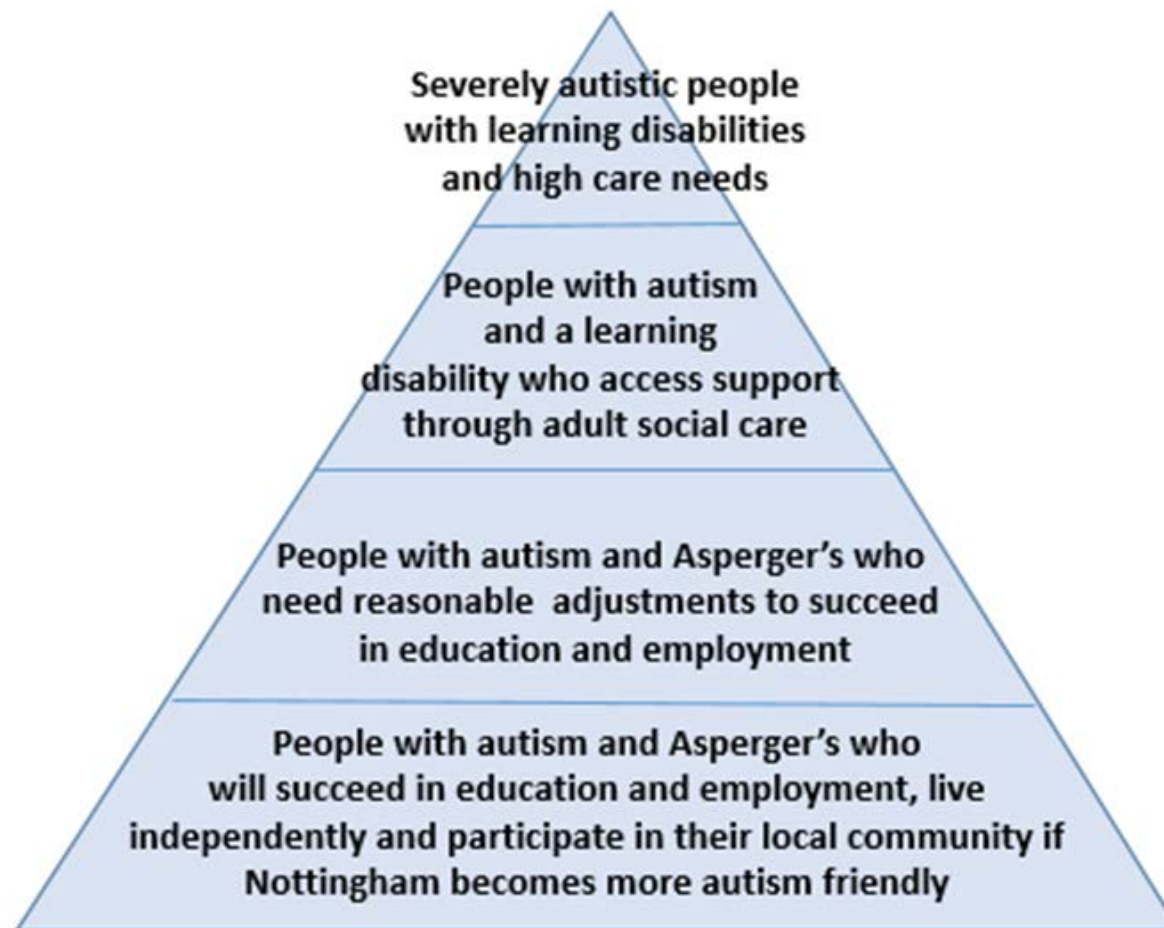 Severely autistic people
with learning disabilities
and high care needs
People with autism
and a learning
disability who access support
through adult social care
People with autism and Asperger’s who
need reasonable  adjustments to succeed
in education and employment
People with autism and Asperger’s who
will succeed in education and employment, live
independently and participate in their local community if
Nottingham becomes more autism friendly